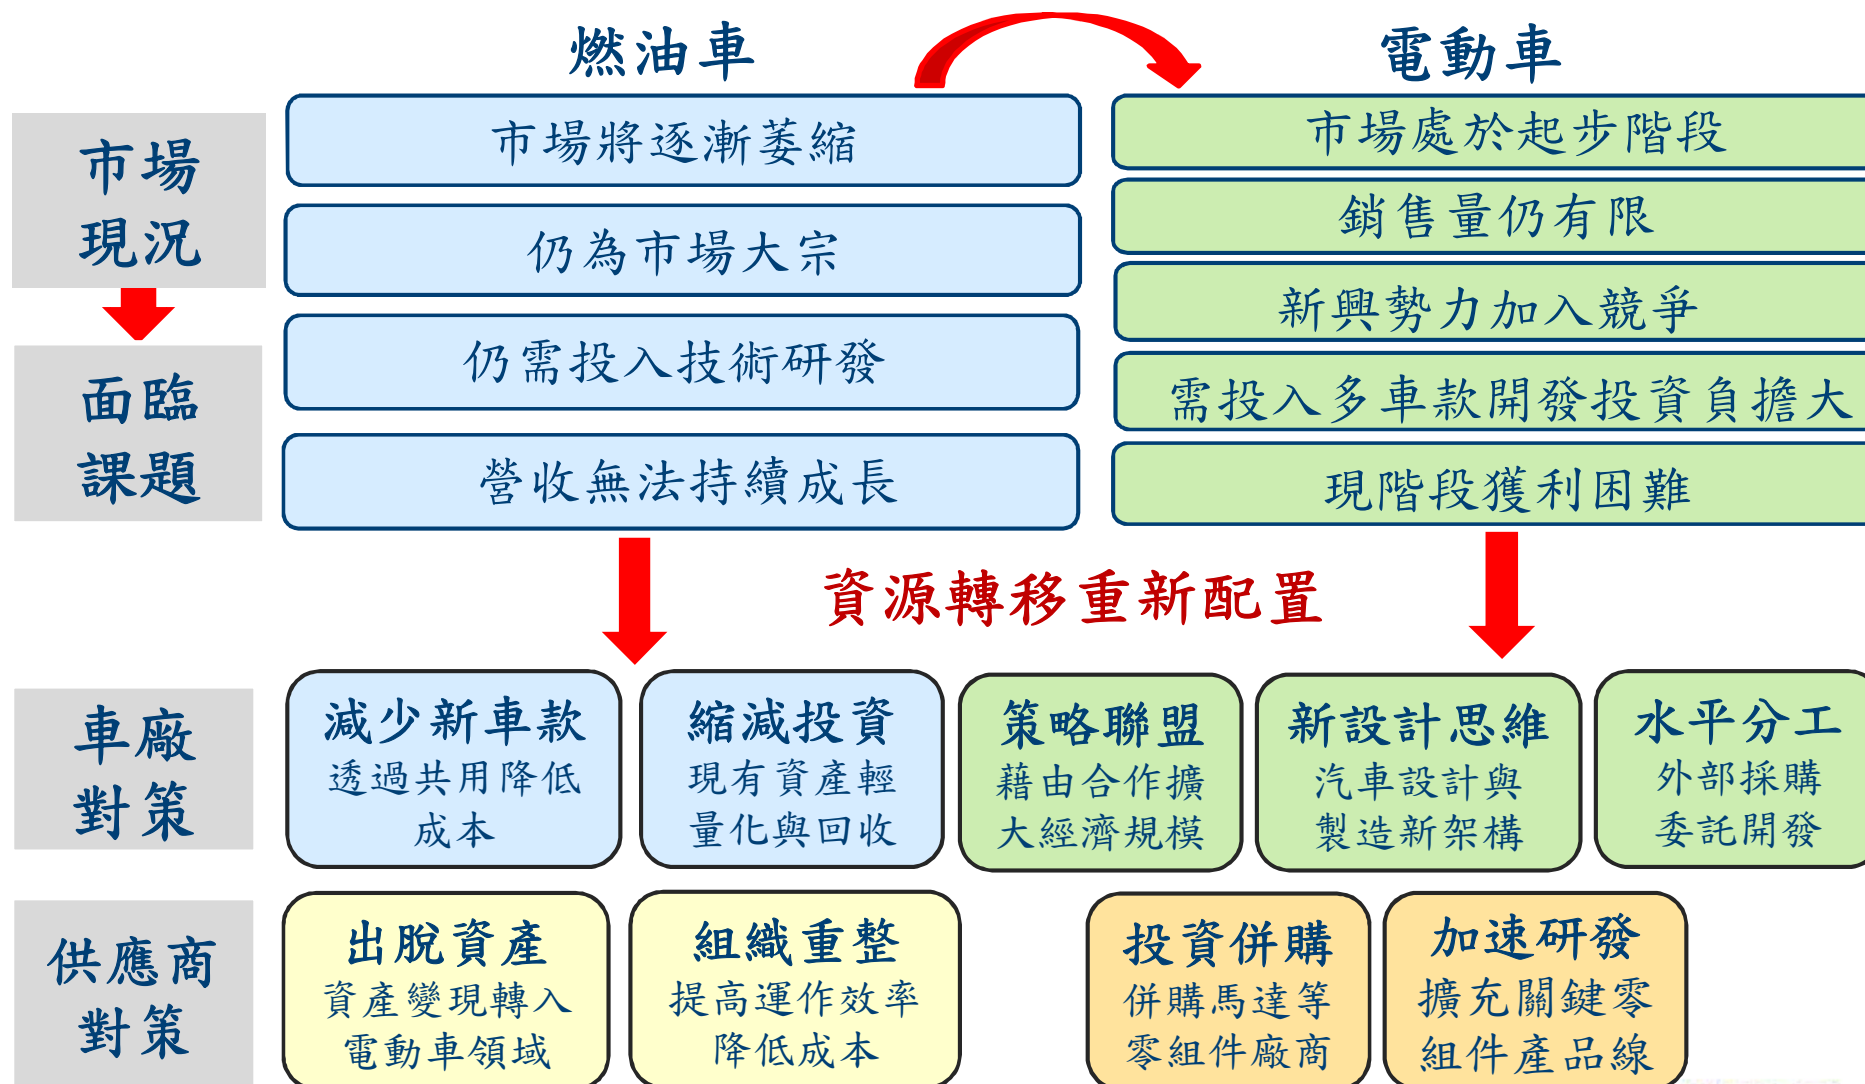 燃油車
電動車
市場
現況
市場將逐漸萎縮
仍為市場大宗
市場處於起步階段
銷售量仍有限
新興勢力加入競爭
面臨
課題
仍需投入技術研發
營收無法持續成長
需投入多車款開發投資負擔大
現階段獲利困難
資源轉移重新配置
車廠
對策
減少新車款
透過共用降低
成本
縮減投資
現有資產輕
量化與回收
策略聯盟
藉由合作擴
大經濟規模
新設計思維
汽車設計與
製造新架構
水平分工
外部採購
委託開發
供應商
對策
出脫資產
資產變現轉入
電動車領域
組織重整
提高運作效率
降低成本
投資併購
併購馬達等
零組件廠商
加速研發
擴充關鍵零
組件產品線